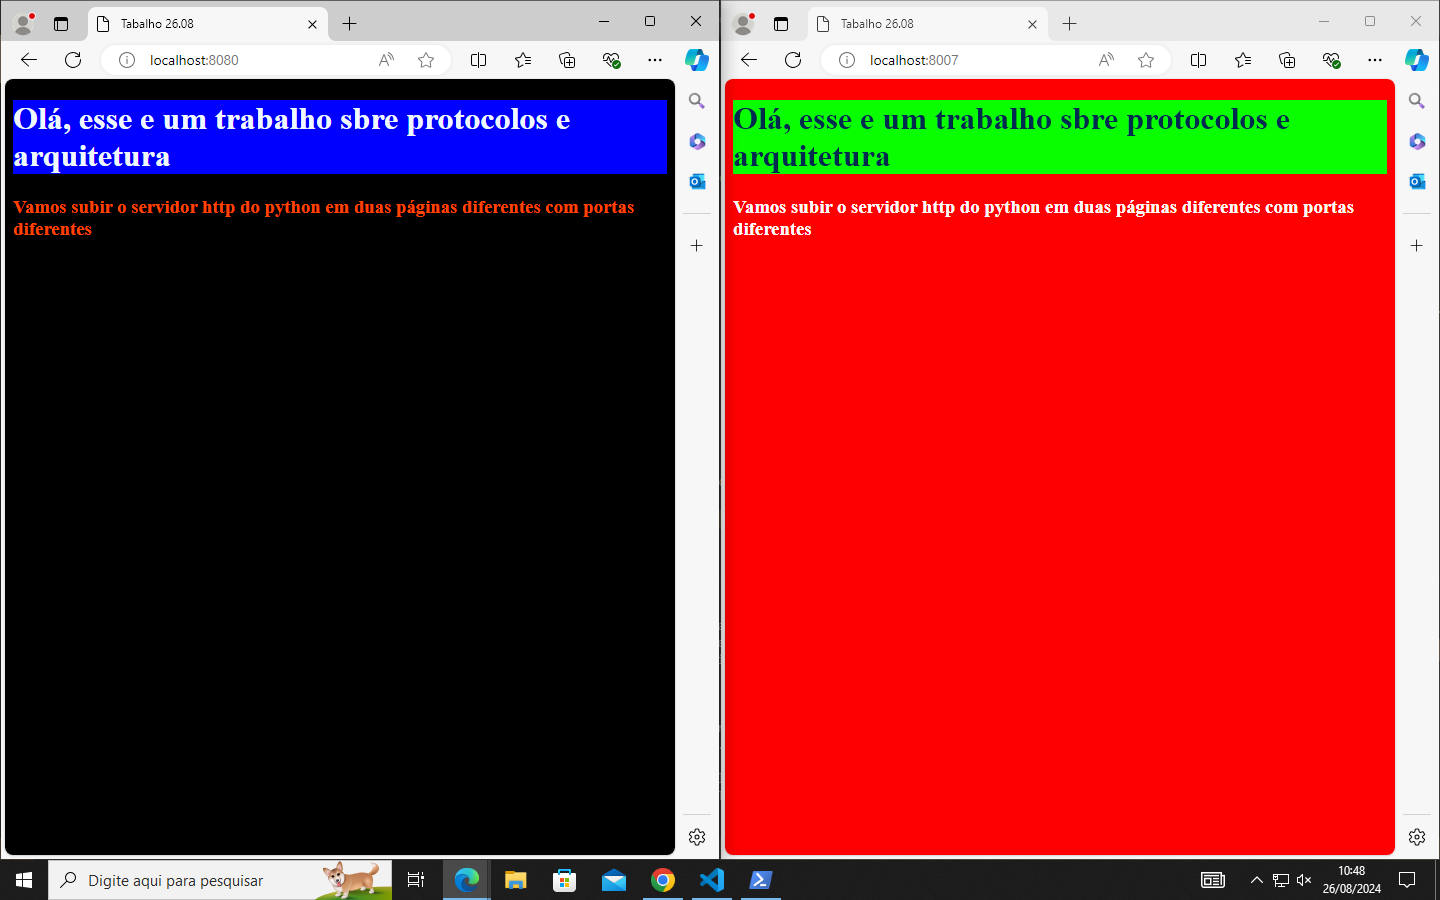 Tabalho 26.08
localhost:8080
Olá, esse e um trabalho sbre protocolos e
arquitetura
Vamos subir o servidor http do python em duas páginas diferentes com portas
diferentes
Tabalho 26.08
localhost:8007
Olá, esse e um trabalho sbre protocolos e
arquitetura
Vamos subir o servidor http do python em duas páginas diferentes com portas
diferentes
Digite aqui para pesquisar
10:48
26/08/2024